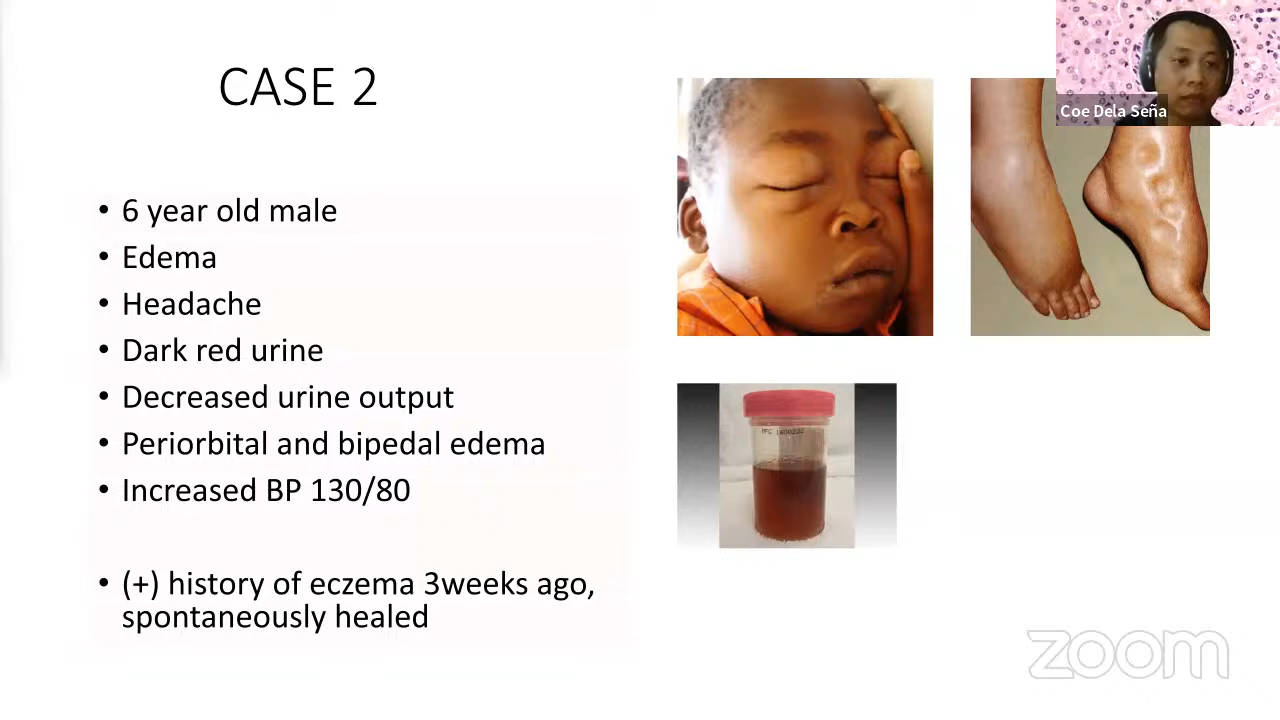 CASE 2
Coe Dela Seña
• 6 year old male
• Edema
• Headache
• Dark red urine
• Decreased urine output
• Periorbital and bipedal edema
• Increased BP 130/80
• (+) history of eczema 3weeks ago,
spontaneously healed
zoom